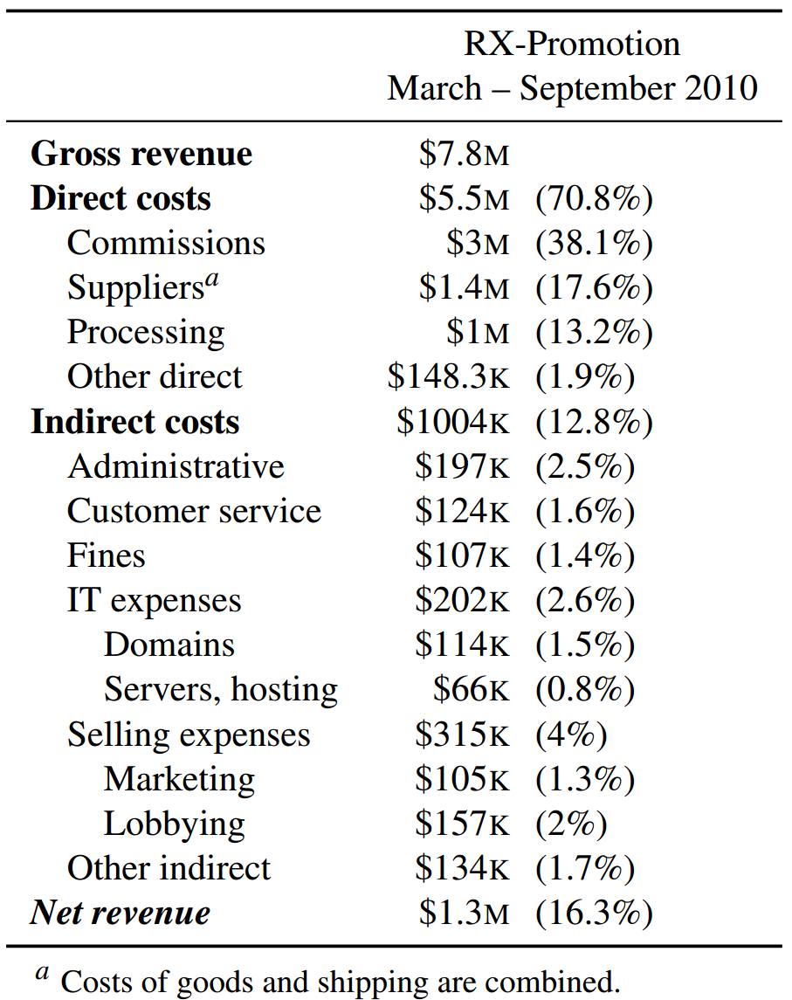 RX-Promotion
March – September 2010
Gross revenue $7.8M
Direct costs $5.5M (70.8%)
Commissions $3M (38.1%)
Suppliers^a $1.4M (17.6%)
Processing $1M (13.2%)
Other direct $148.3K (1.9%)
Indirect costs $1004K (12.8%)
Administrative $197K (2.5%)
Customer service $124K (1.6%)
Fines $107K (1.4%)
IT expenses $202K (2.6%)
Domains $114K (1.5%)
Servers, hosting $66K (0.8%)
Selling expenses $315K (4%)
Marketing $105K (1.3%)
Lobbying $157K (2%)
Other indirect $134K (1.7%)
Net revenue $1.3M (16.3%)
^a Costs of goods and shipping are combined.